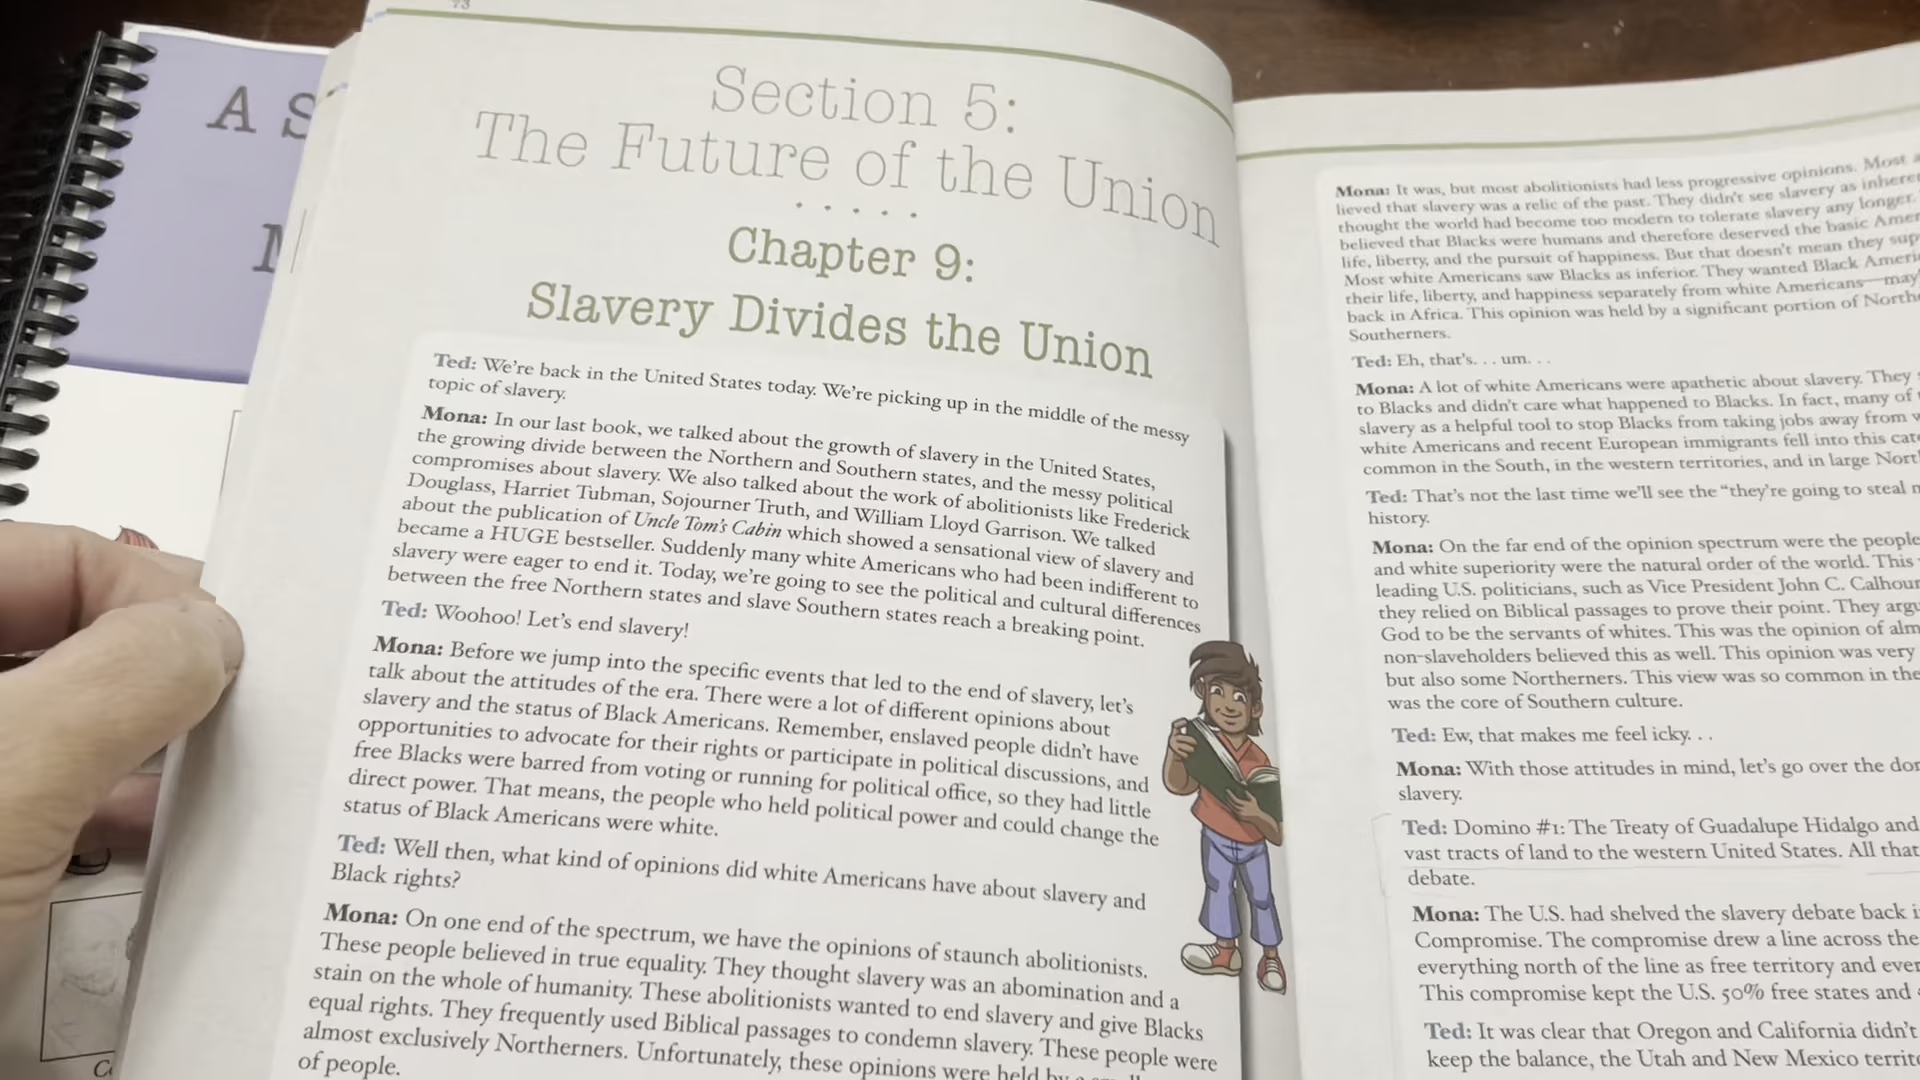 73
A S
Section 5:
The Future of the Union
Chapter 9:
Slavery Divides the Union
Ted: We're back in the United States today. We're picking up in the middle of the messy
topic of slavery.
Mona: In our last book, we talked about the growth of slavery in the United States,
the growing divide between the Northern and Southern states, and the messy political
compromises about slavery. We also talked about the work of abolitionists like Frederick
Douglass, Harriet Tubman, Sojourner Truth, and William Lloyd Garrison. We talked
about the publication of Uncle Tom's Cabin which showed a sensational view of slavery and
became a HUGE bestseller. Suddenly many white Americans who had been indifferent to
slavery were eager to end it. Today, we're going to see the political and cultural differences
between the free Northern states and slave Southern states reach a breaking point.
Ted: Woohoo! Let's end slavery!
Mona: Before we jump into the specific events that led to the end of slavery, let's
talk about the attitudes of the era. There were a lot of different opinions about
slavery and the status of Black Americans. Remember, enslaved people didn't have
opportunities to advocate for their rights or participate in political discussions, and
free Blacks were barred from voting or running for political office, so they had little
direct power. That means, the people who held political power and could change the
status of Black Americans were white.
Ted: Well then, what kind of opinions did white Americans have about slavery and
Black rights?
Mona: On one end of the spectrum, we have the opinions of staunch abolitionists.
These people believed in true equality. They thought slavery was an abomination and a
stain on the whole of humanity. These abolitionists wanted to end slavery and give Blacks
equal rights. They frequently used Biblical passages to condemn slavery. These people were
almost exclusively Northerners. Unfortunately, these opinions were held by a
of people.
Mona: It was, but most abolitionists had less progressive opinions. Most
lieved that slavery was a relic of the past. They didn't see slavery as
thought the world had become too modern to tolerate slavery any longer.
believed that Blacks were humans and therefore deserved the basic
life, liberty, and the pursuit of happiness. But that doesn't mean they
Most white Americans saw Blacks as inferior. They wanted Black
their life, liberty, and happiness separately from white Americans—may
back in Africa. This opinion was held by a significant portion of
Southerners.
Ted: Eh, that's. . . um. . .
Mona: A lot of white Americans were apathetic about slavery. They
to Blacks and didn't care what happened to Blacks. In fact, many of
slavery as a helpful tool to stop Blacks from taking jobs away from
white Americans and recent European immigrants fell into this
common in the South, in the western territories, and in large
Ted: That's not the last time we'll see the "they're going to steal
history.
Mona: On the far end of the opinion spectrum were the people
and white superiority were the natural order of the world. This
leading U.S. politicians, such as Vice President John C. Calhou
they relied on Biblical passages to prove their point. They
God to be the servants of whites. This was the opinion of
non-slaveholders believed this as well. This opinion was very
but also some Northerners. This view was so common in the
was the core of Southern culture.
Ted: Ew, that makes me feel icky. . .
Mona: With those attitudes in mind, let's go over the
slavery.
Ted: Domino #1: The Treaty of Guadalupe Hidalgo and
vast tracts of land to the western United States. All that
debate.
Mona: The U.S. had shelved the slavery debate back
Compromise. The compromise drew a line across the
everything north of the line as free territory and
This compromise kept the U.S. 50% free states and
Ted: It was clear that Oregon and California didn't
keep the balance, the Utah and New Mexico